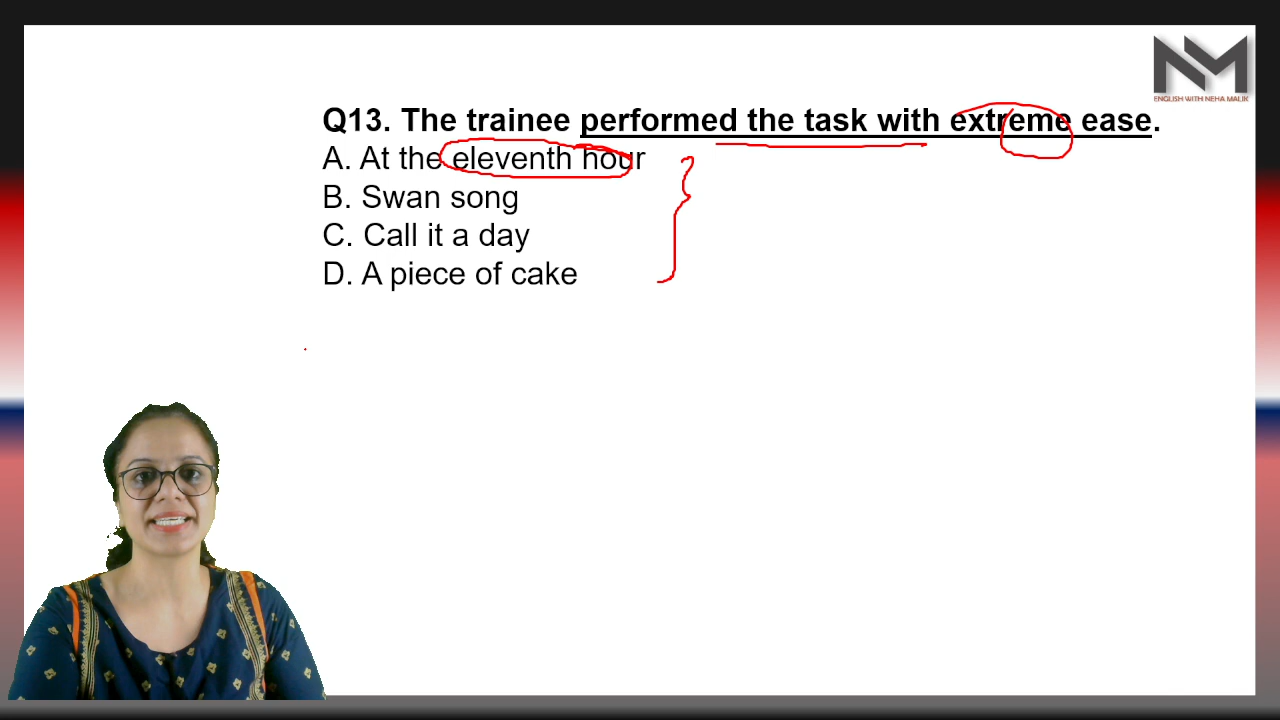 NM
ENGLISH WITH NEHA MALIK
Q13. The trainee performed the task with extreme ease.
A. At the eleventh hour
B. Swan song
C. Call it a day
D. A piece of cake